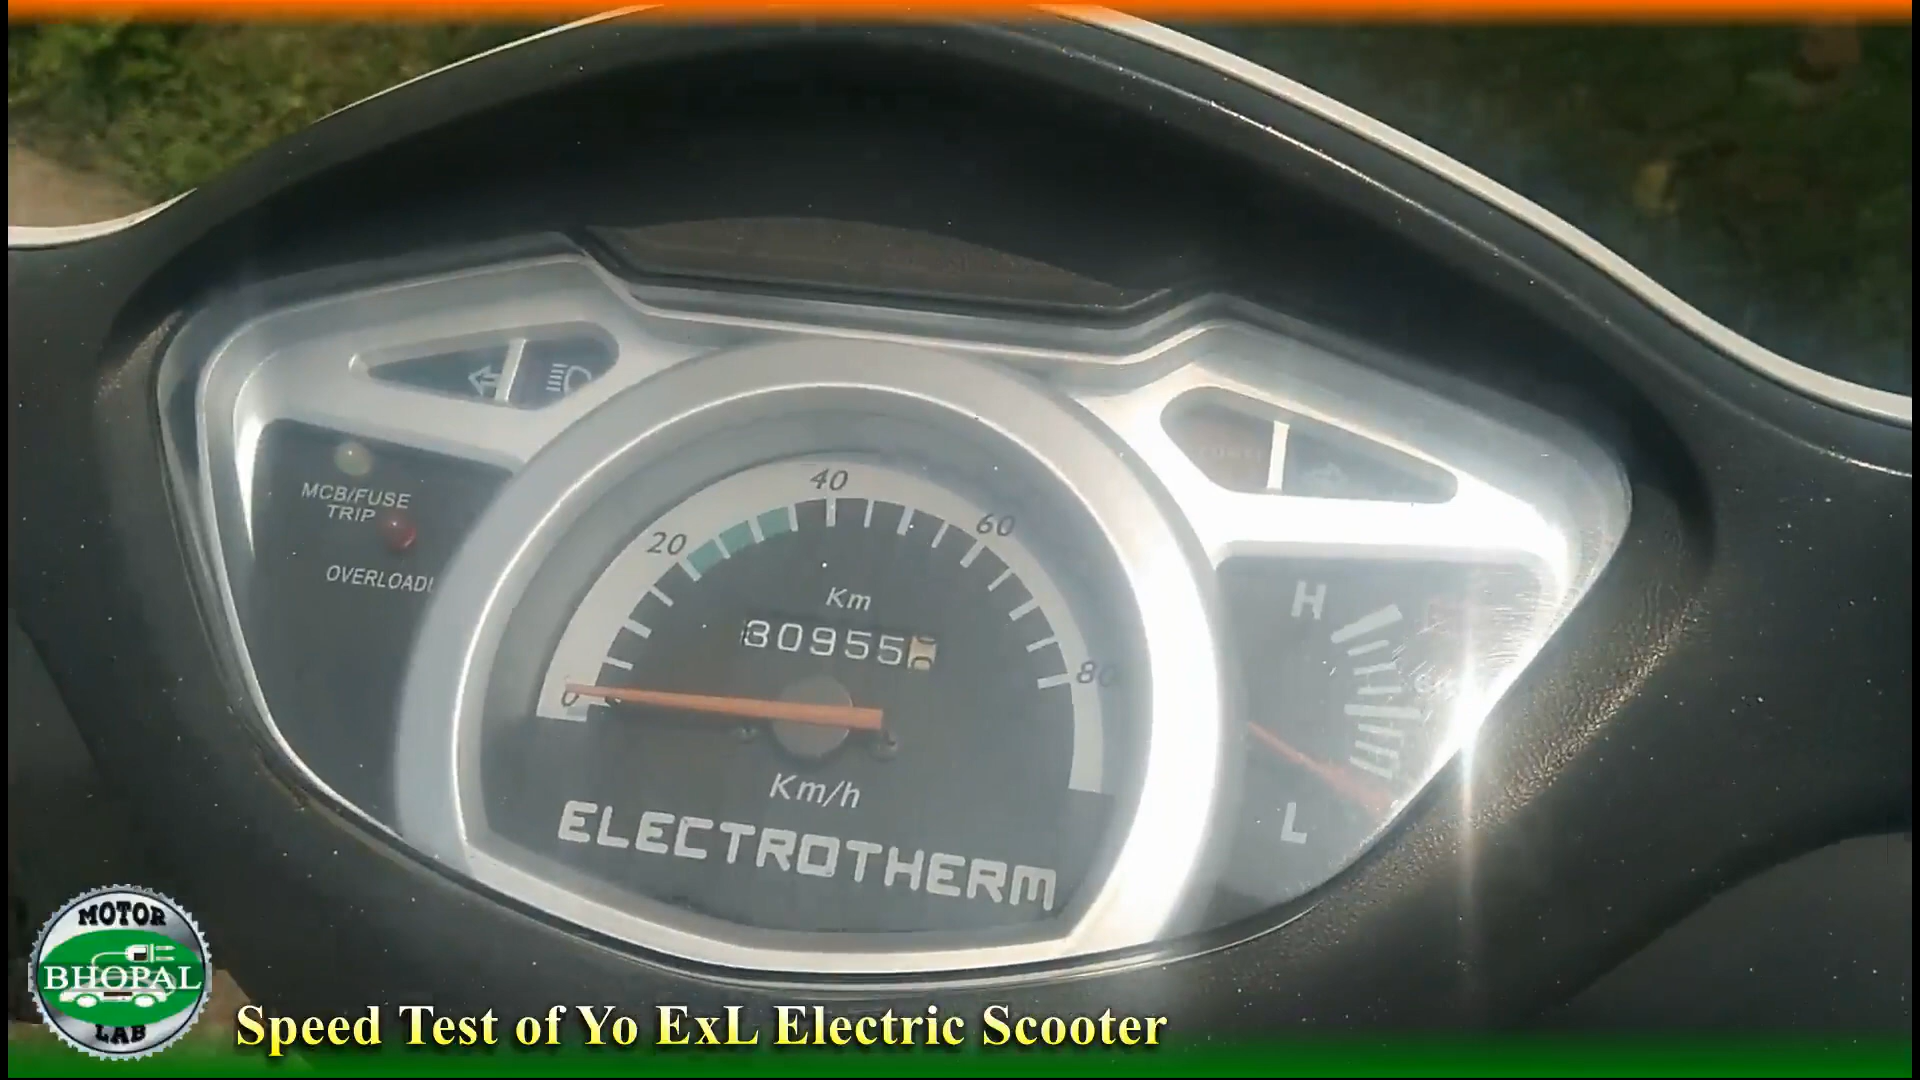 MCB/FUSE
TRIP
OVERLOAD
20
40
60
0
80
Km
30955
Km/h
ELECTROTHERM
H
L
MOTOR
BHOPAL
LAB
Speed Test of Yo ExL Electric Scooter